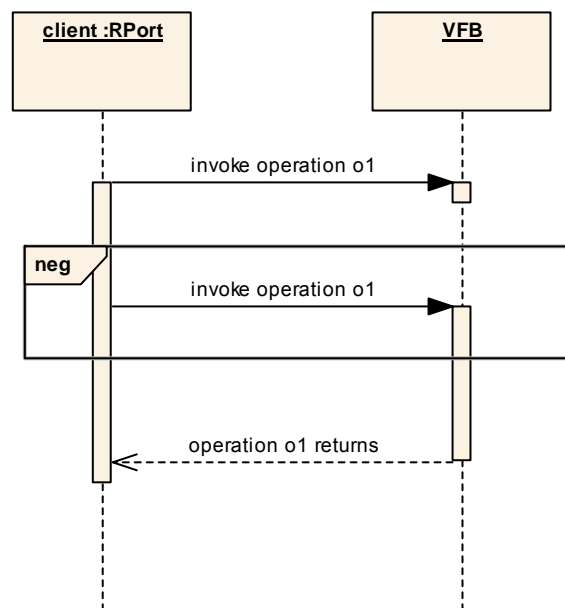 client :RPort
VFB
invoke operation o1
neg
invoke operation o1
operation o1 returns